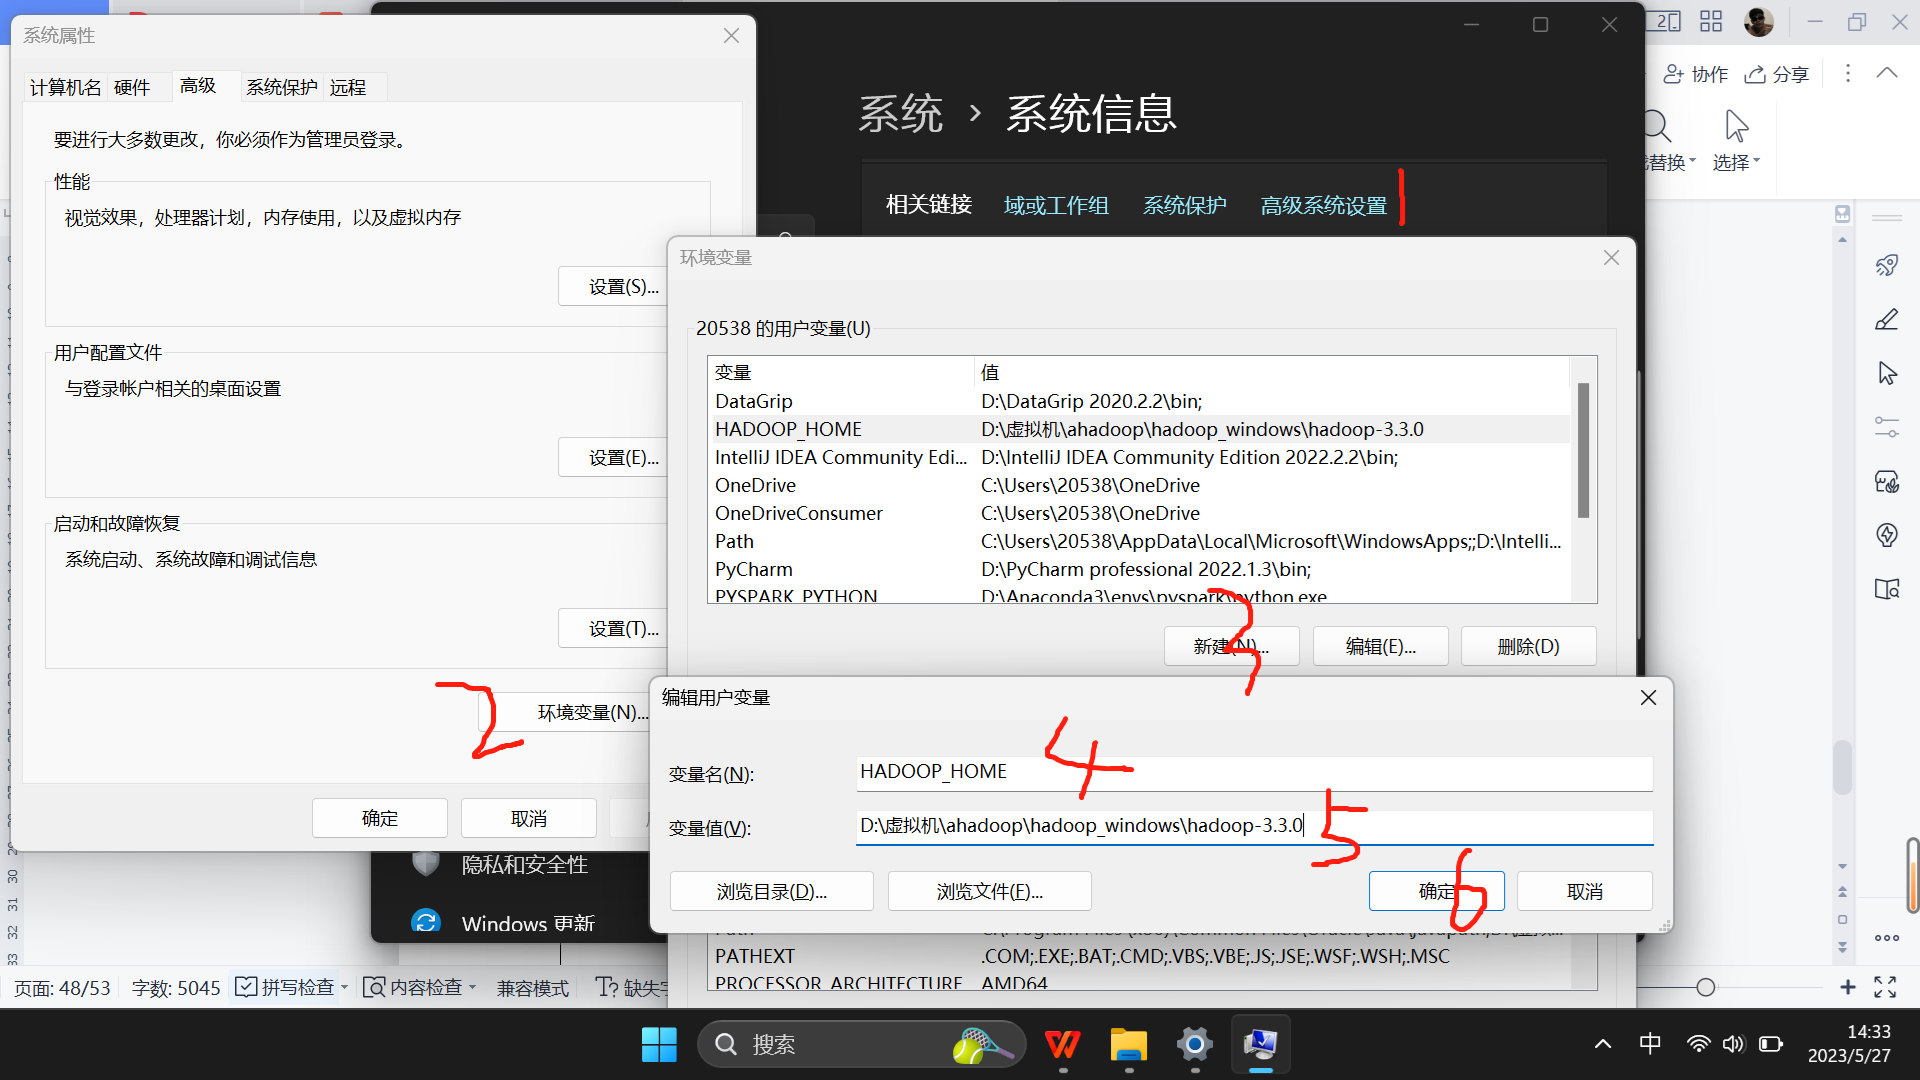 系统属性
计算机名 硬件 高级 系统保护 远程
要进行大多数更改，你必须作为管理员登录。
性能
视觉效果，处理器计划，内存使用，以及虚拟内存
设置(S)...
用户配置文件
与登录帐户相关的桌面设置
设置(E)...
启动和故障恢复
系统启动、系统故障和调试信息
设置(T)...
2
环境变量(N)...
确定 取消
系统 › 系统信息
相关链接 域或工作组 系统保护 高级系统设置 1
隐私和安全性
Windows 更新
环境变量
20538 的用户变量(U)
变量 值
DataGrip D:\DataGrip 2020.2.2\bin;
HADOOP_HOME D:\虚拟机\ahadoop\hadoop_windows\hadoop-3.3.0
IntelliJ IDEA Community Edi... D:\IntelliJ IDEA Community Edition 2022.2.2\bin;
OneDrive C:\Users\20538\OneDrive
OneDriveConsumer C:\Users\20538\OneDrive
Path C:\Users\20538\AppData\Local\Microsoft\WindowsApps;;D:\Intelli...
PyCharm D:\PyCharm professional 2022.1.3\bin;
PYSPARK_PYTHON D:\Anaconda3\envs\pyspark\python.exe
新建(N)... 编辑(E)... 删除(D)
3
编辑用户变量
变量名(N): HADOOP_HOME
4
变量值(V): D:\虚拟机\ahadoop\hadoop_windows\hadoop-3.3.0
5
浏览目录(D)... 浏览文件(F)... 确定 取消
6
PATHEXT .COM;.EXE;.BAT;.CMD;.VBS;.VBE;.JS;.JSE;.WSF;.WSH;.MSC
PROCESSOR_ARCHITECTURE AMD64
协作 分享
替换 选择
30
31
32
33
页面: 48/53 字数: 5045 拼写检查 内容检查 兼容模式 缺失字
搜索
中
14:33
2023/5/27